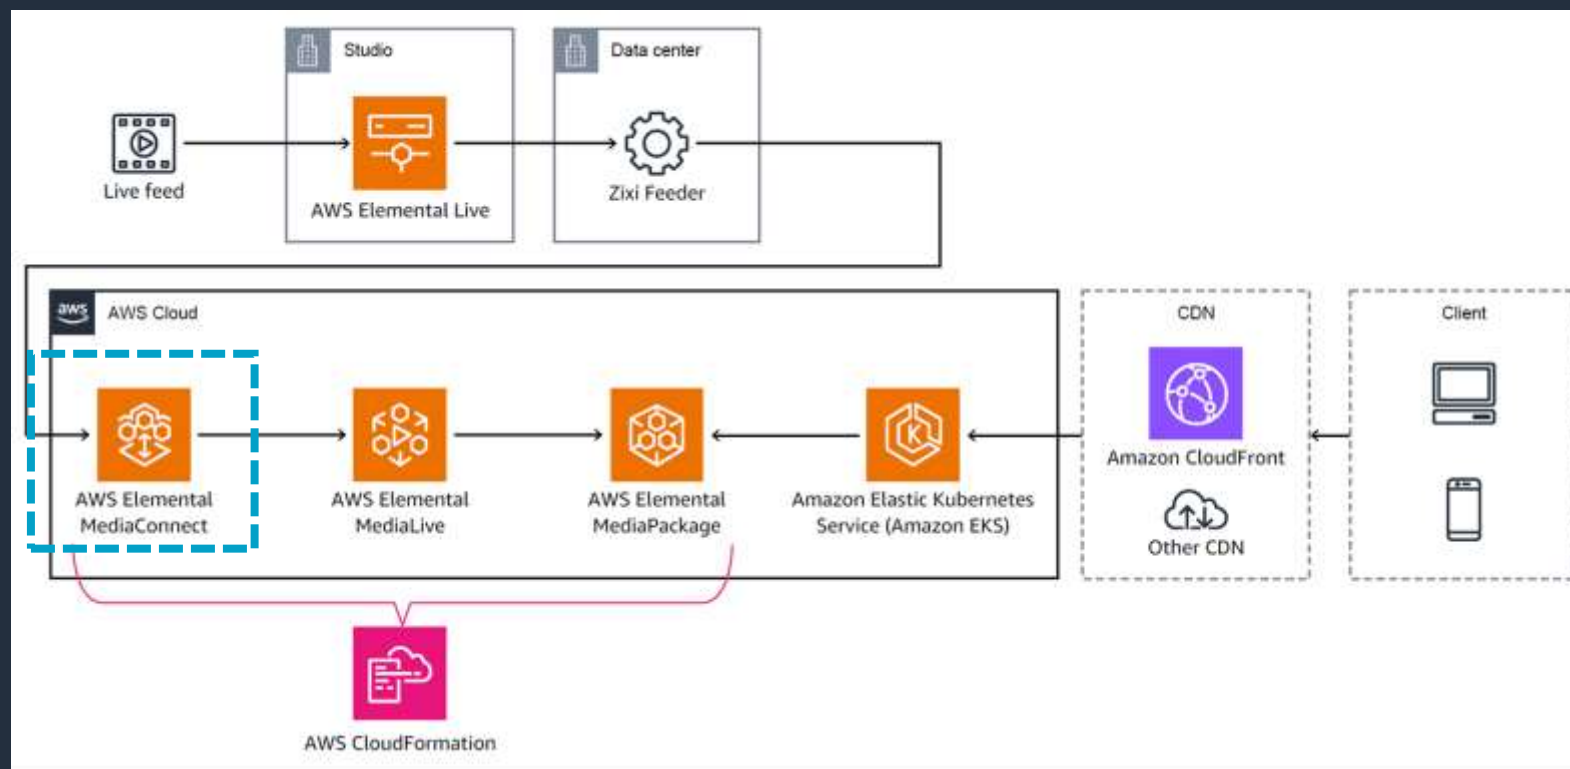 Studio
Data center
Live feed
AWS Elemental Live
Zixi Feeder
aws
AWS Cloud
CDN
Client
AWS Elemental
MediaConnect
AWS Elemental
MediaLive
AWS Elemental
MediaPackage
K
Amazon Elastic Kubernetes
Service (Amazon EKS)
Amazon CloudFront
Other CDN
AWS CloudFormation